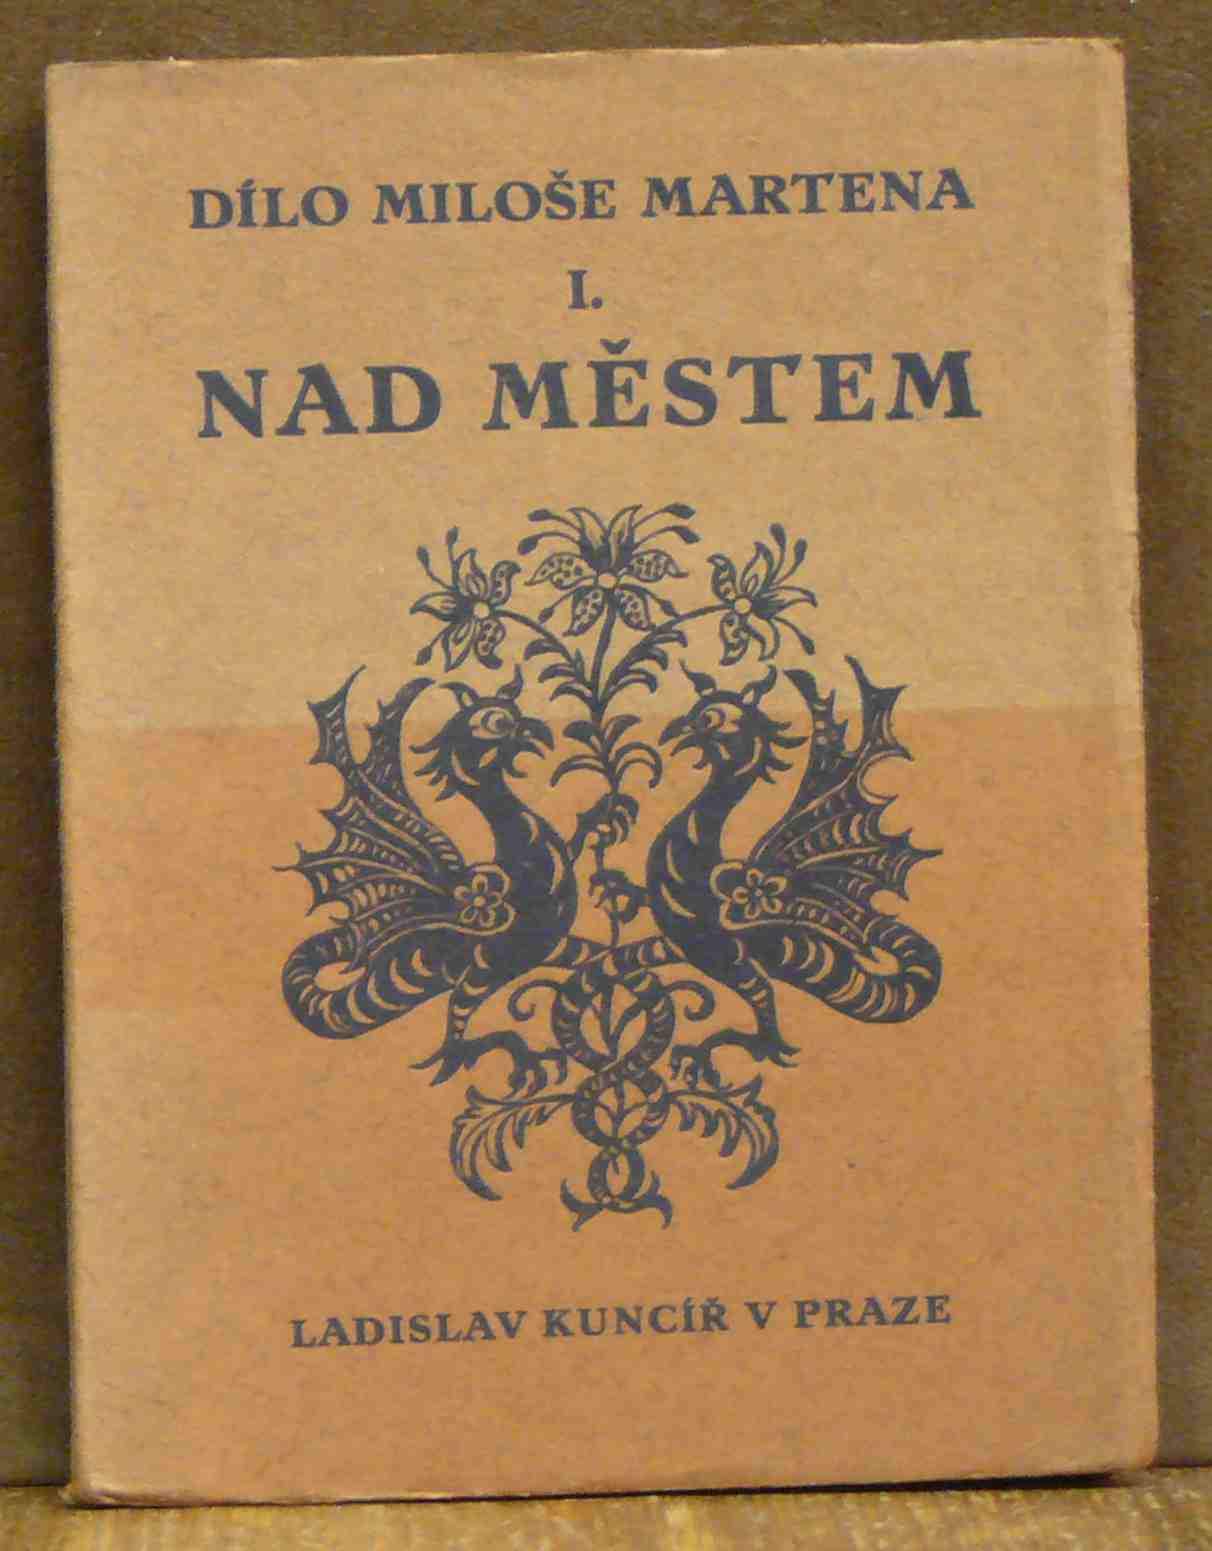 DÍLO MILOŠE MARTENA
I.
NAD MĚSTEM
LADISLAV KUNCÍŘ V PRAZE